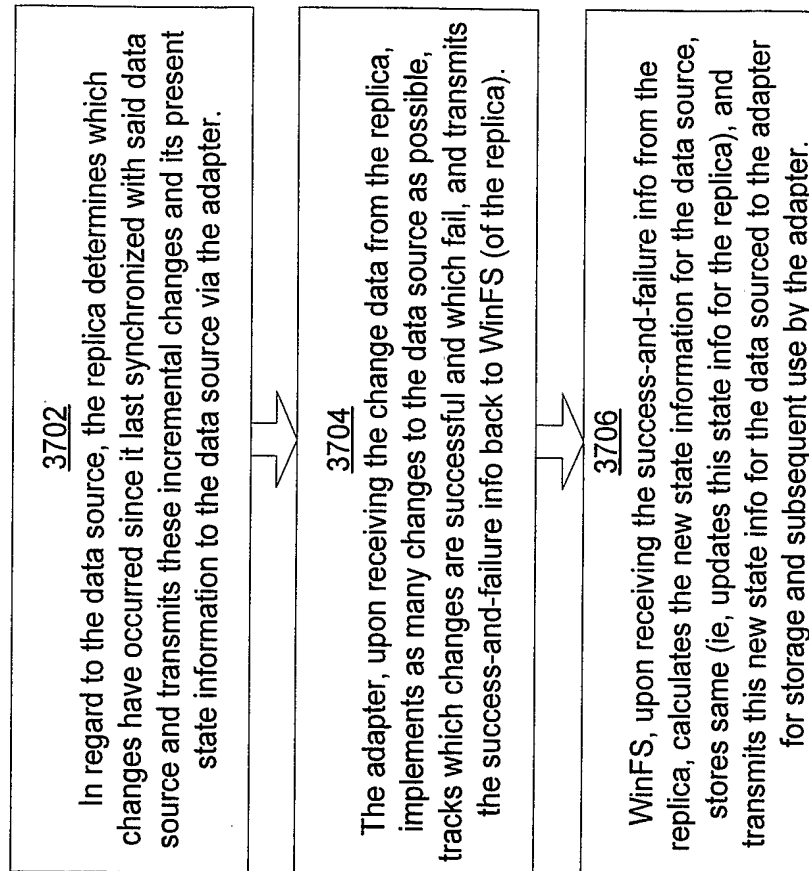 3702
In regard to the data source, the replica determines which
changes have occurred since it last synchronized with said data
source and transmits these incremental changes and its present
state information to the data source via the adapter.
3704
The adapter, upon receiving the change data from the replica,
implements as many changes to the data source as possible,
tracks which changes are successful and which fail, and transmits
the success-and-failure info back to WinFS (of the replica).
3706
WinFS, upon receiving the success-and-failure info from the
replica, calculates the new state information for the data source,
stores same (ie, updates this state info for the replica), and
transmits this new state info for the data sourced to the adapter
for storage and subsequent use by the adapter.